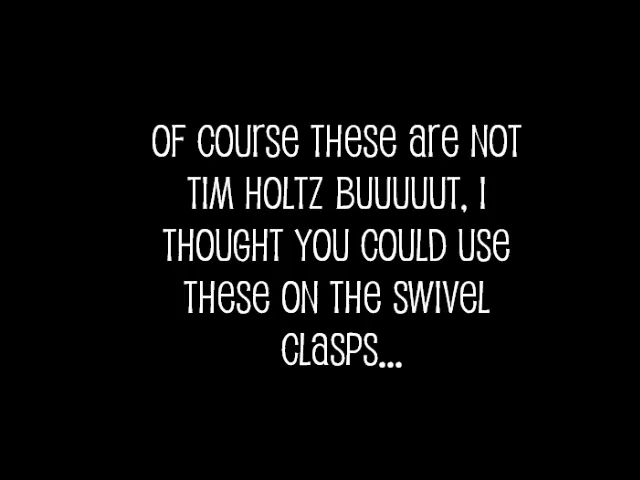 Of course these are not
Tim Holtz buuuuut, I
thought you could use
these on the swivel
clasps...